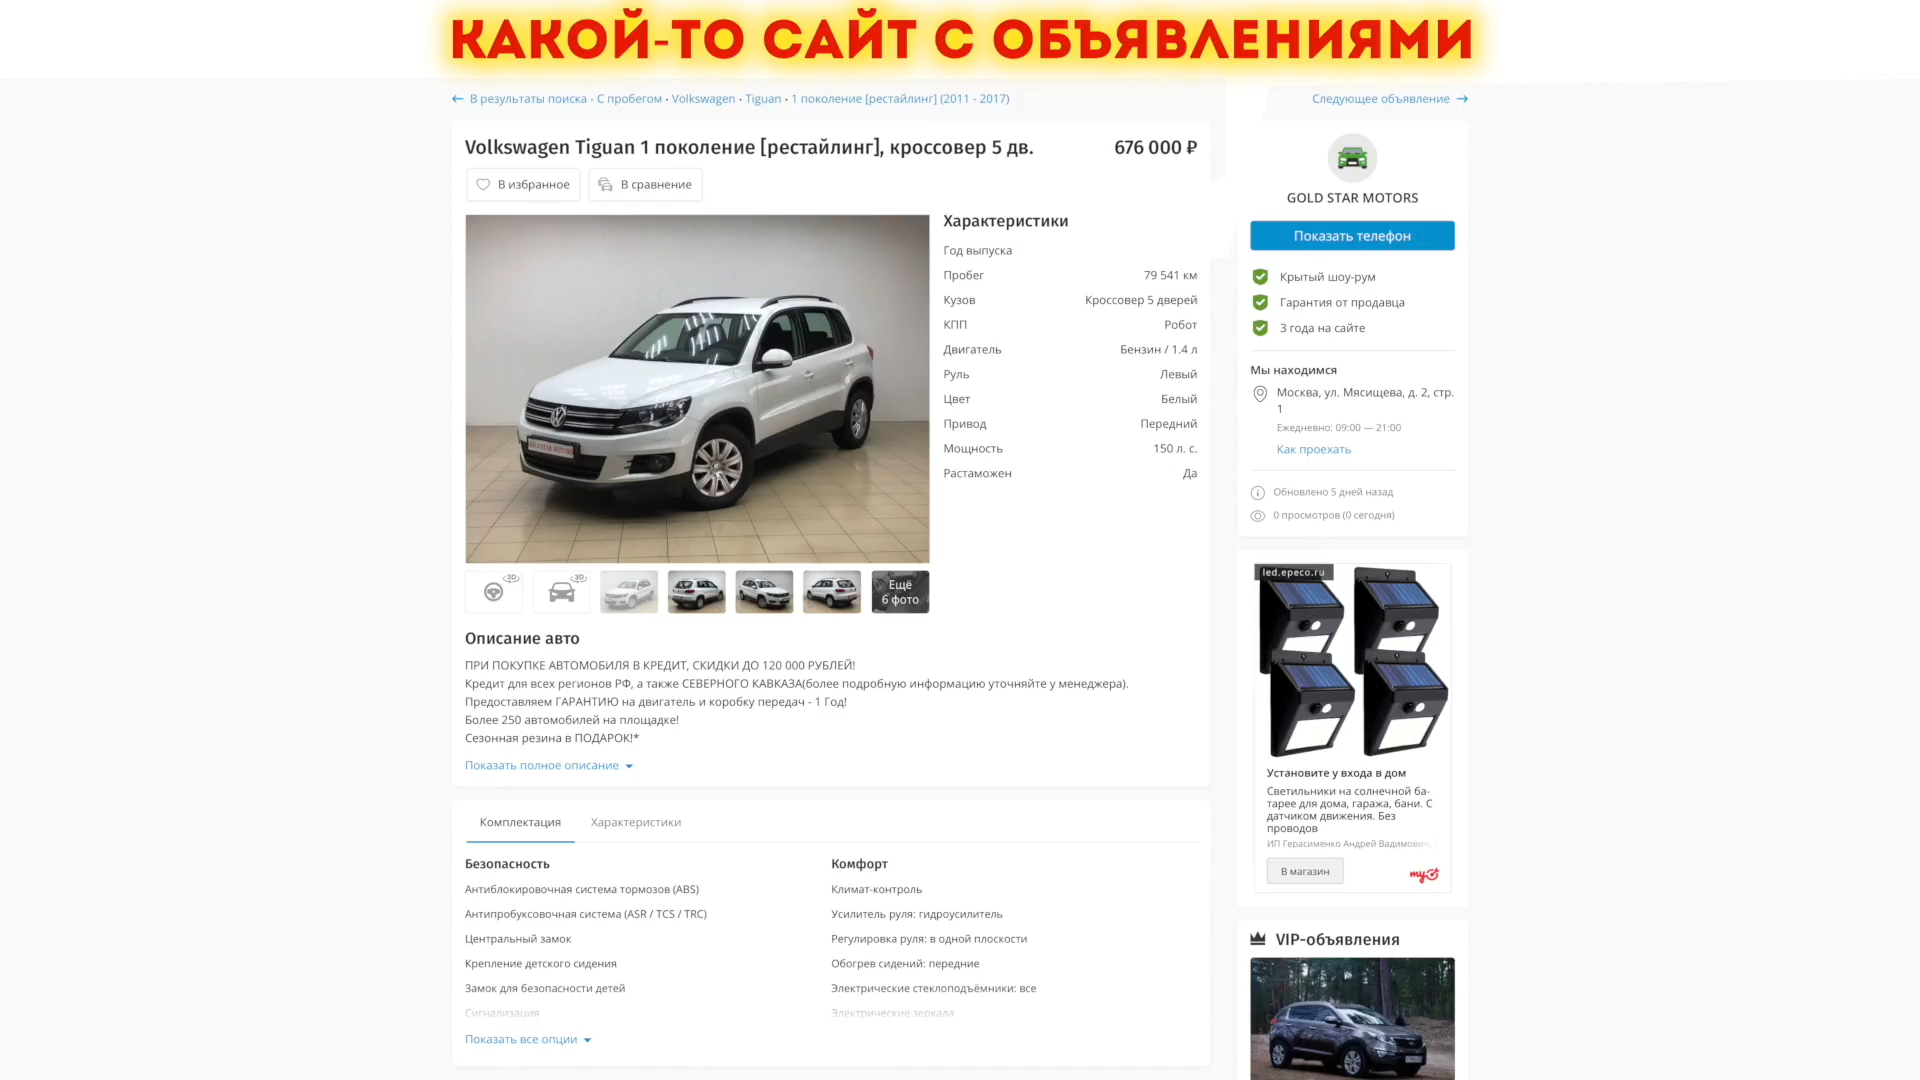 КАКОЙ-ТО САЙТ С ОБЪЯВЛЕНИЯМИ
В результаты поиска • С пробегом • Volkswagen • Tiguan • 1 поколение [рестайлинг] (2011 - 2017)
Следующее объявление
Volkswagen Tiguan 1 поколение [рестайлинг], кроссовер 5 дв.
676 000 ₽
В избранное
В сравнение
Характеристики
Год выпуска
Пробег 79 541 км
Кузов Кроссовер 5 дверей
КПП Робот
Двигатель Бензин / 1.4 л
Руль Левый
Цвет Белый
Привод Передний
Мощность 150 л. с.
Растаможен Да
GOLD STAR MOTORS
3D
3D
Ещё
6 фото
Описание авто
ПРИ ПОКУПКЕ АВТОМОБИЛЯ В КРЕДИТ, СКИДКИ ДО 120 000 РУБЛЕЙ!
Кредит для всех регионов РФ, а также СЕВЕРНОГО КАВКАЗА(более подробную информацию уточняйте у менеджера).
Предоставляем ГАРАНТИЮ на двигатель и коробку передач - 1 Год!
Более 250 автомобилей на площадке!
Сезонная резина в ПОДАРОК!*
Показать полное описание
Комплектация
Характеристики
Безопасность
Антиблокировочная система тормозов (ABS)
Антипробуксовочная система (ASR / TCS / TRC)
Центральный замок
Крепление детского сидения
Замок для безопасности детей
Сигнализация
Комфорт
Климат-контроль
Усилитель руля: гидроусилитель
Регулировка руля: в одной плоскости
Обогрев сидений: передние
Электрические стеклоподъёмники: все
Электрические зеркала
Показать все опции
GOLD STAR MOTORS
Показать телефон
Крытый шоу-рум
Гарантия от продавца
3 года на сайте
Мы находимся
Москва, ул. Мясищева, д. 2, стр.
1
Ежедневно: 09:00 — 21:00
Как проехать
Обновлено 5 дней назад
0 просмотров (0 сегодня)
led.epeco.ru
Установите у входа в дом
Светильники на солнечной ба-
тарее для дома, гаража, бани. С
датчиком движения. Без
проводов
ИП Герасименко Андрей Вадимович,
В магазин
my
VIP-объявления